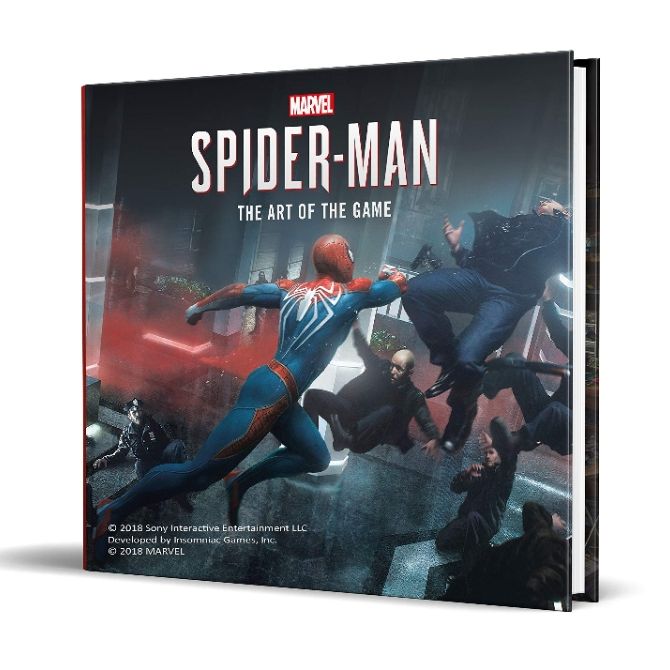 MARVEL
SPIDER-MAN
THE ART OF THE GAME
© 2018 Sony Interactive Entertainment LLC
Developed by Insomniac Games, Inc.
© 2018 MARVEL